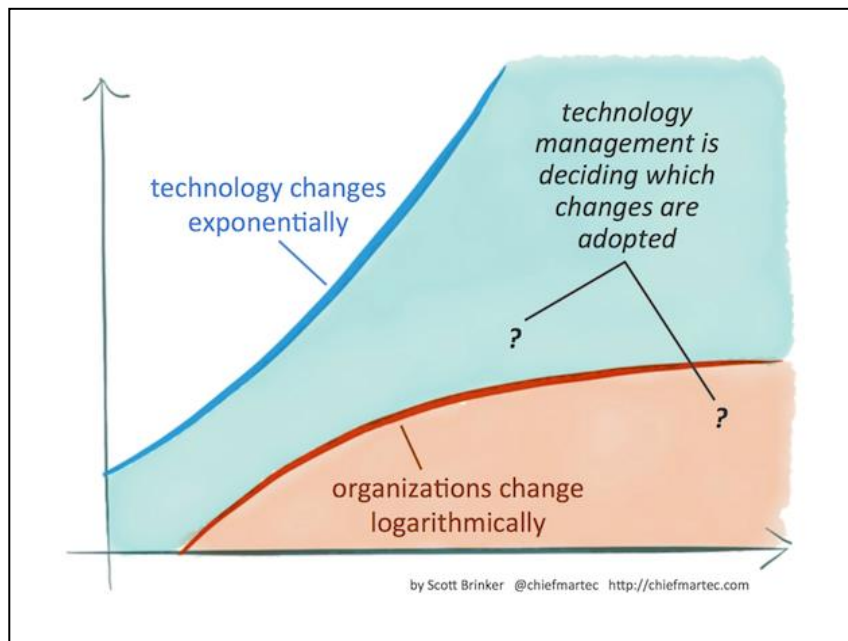 technology
management is
deciding which
changes are
adopted
technology changes
exponentially
?
?
organizations change
logarithmically
by Scott Brinker @chiefmartec http://chiefmartec.com